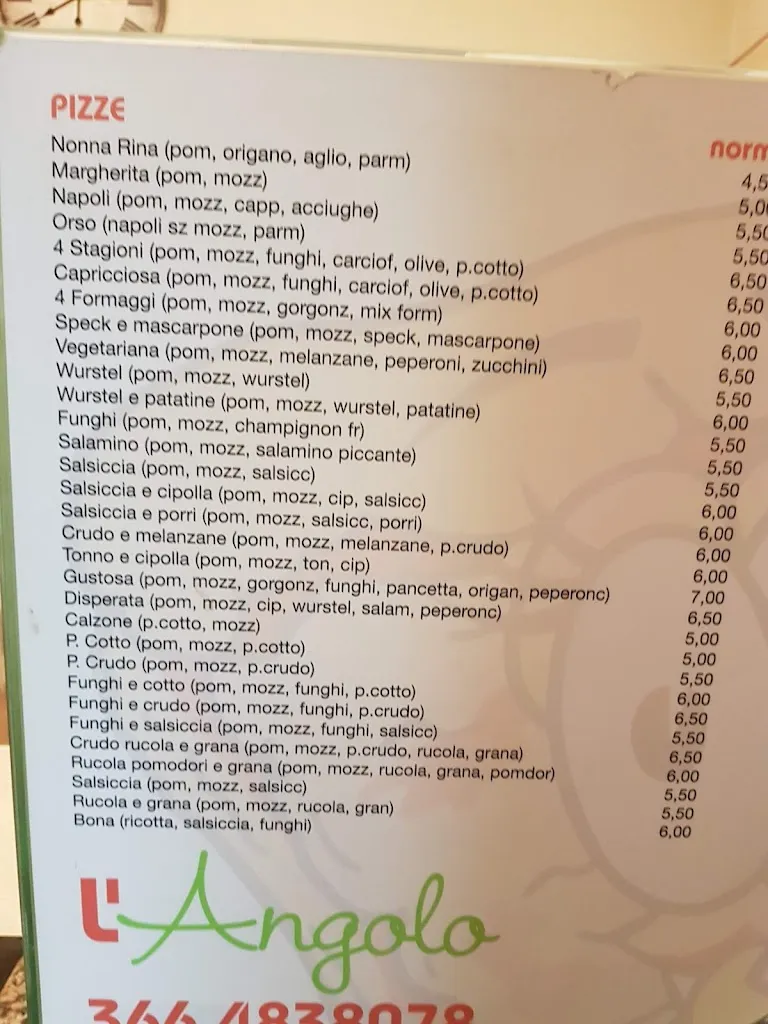 PIZZE norm
Nonna Rina (pom, origano, aglio, parm) 4,5
Margherita (pom, mozz) 5,00
Napoli (pom, mozz, capp, acciughe) 5,50
Orso (napoli sz mozz, parm) 5,50
4 Stagioni (pom, mozz, funghi, carciof, olive, p.cotto) 6,50
Capricciosa (pom, mozz, funghi, carciof, olive, p.cotto) 6,50
4 Formaggi (pom, mozz, gorgonz, mix form) 6,00
Speck e mascarpone (pom, mozz, speck, mascarpone) 6,00
Vegetariana (pom, mozz, melanzane, peperoni, zucchini) 6,50
Wurstel (pom, mozz, wurstel) 5,50
Wurstel e patatine (pom, mozz, wurstel, patatine) 6,00
Funghi (pom, mozz, champignon fr) 5,50
Salamino (pom, mozz, salamino piccante) 5,50
Salsiccia (pom, mozz, salsicc) 5,50
Salsiccia e cipolla (pom, mozz, cip, salsicc) 6,00
Salsiccia e porri (pom, mozz, salsicc, porri) 6,00
Crudo e melanzane (pom, mozz, melanzane, p.crudo) 6,00
Tonno e cipolla (pom, mozz, ton, cip) 6,00
Gustosa (pom, mozz, gorgonz, funghi, pancetta, origan, peperonc) 7,00
Disperata (pom, mozz, cip, wurstel, salam, peperonc) 6,50
Calzone (p.cotto, mozz) 5,00
P. Cotto (pom, mozz, p.cotto) 5,00
P. Crudo (pom, mozz, p.crudo) 5,50
Funghi e cotto (pom, mozz, funghi, p.cotto) 6,00
Funghi e crudo (pom, mozz, funghi, p.crudo) 6,50
Funghi e salsiccia (pom, mozz, funghi, salsicc) 5,50
Crudo rucola e grana (pom, mozz, p.crudo, rucola, grana) 6,50
Rucola pomodori e grana (pom, mozz, rucola, grana, pomdor) 6,00
Salsiccia (pom, mozz, salsicc) 5,50
Rucola e grana (pom, mozz, rucola, gran) 5,50
Bona (ricotta, salsiccia, funghi) 6,00
L'Angolo
366 4838078